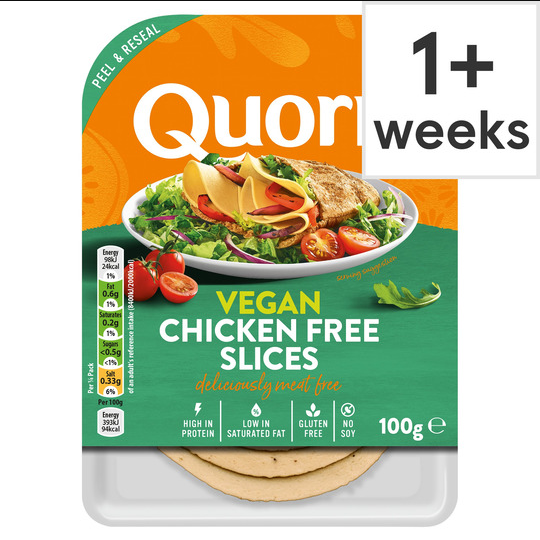 PEEL & RESEAL
1+
weeks
Quorn
serving suggestion
Energy
98kJ
24kcal
1%
Fat
0.6g
1%
Saturates
0.2g
1%
Sugars
<0.5g
<1%
Salt
0.33g
6%
Per 100g
Energy
393kJ
94kcal
Per ¼ Pack
of an adult's reference intake (8400kJ/2000kcal)
VEGAN
CHICKEN FREE
SLICES
deliciously meat free
HIGH IN
PROTEIN
%
LOW IN
SATURATED FAT
GLUTEN
FREE
NO
SOY
100g ℮